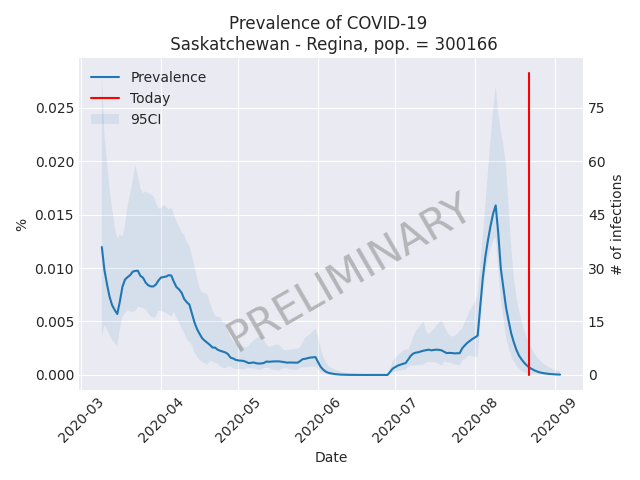 Prevalence of COVID-19
Saskatchewan - Regina, pop. = 300166
Prevalence
Today
95CI
PRELIMINARY
%
0.025
0.020
0.015
0.010
0.005
0.000
75
60
45
30
15
0
# of infections
2020-03
2020-04
2020-05
2020-06
2020-07
2020-08
2020-09
Date